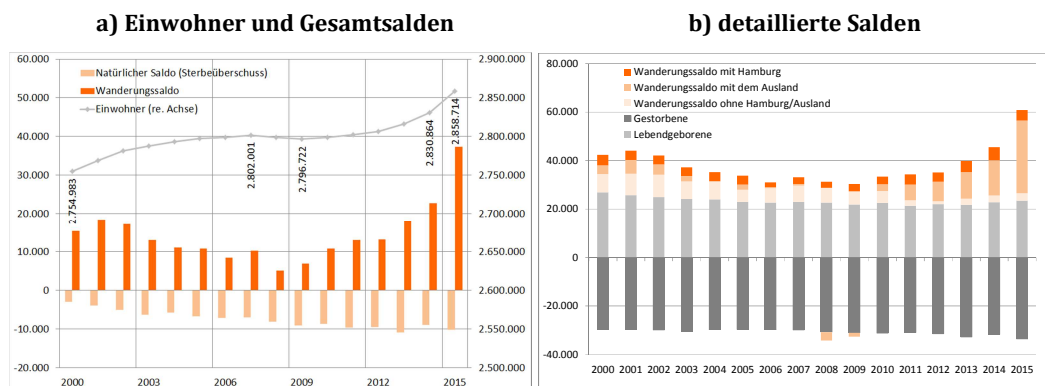 a) Einwohner und Gesamtsalden
60.000
50.000
40.000
30.000
20.000
10.000
0
-10.000
-20.000
2.900.000
2.850.000
2.800.000
2.750.000
2.700.000
2.650.000
2.600.000
2.550.000
2.500.000
Natürlicher Saldo (Sterbeüberschuss)
Wanderungssaldo
Einwohner (re. Achse)
2.754.983
2.802.001
2.796.722
2.830.864
2.858.714
2000 2003 2006 2009 2012 2015
b) detaillierte Salden
80.000
60.000
40.000
20.000
0
-20.000
-40.000
Wanderungssaldo mit Hamburg
Wanderungssaldo mit dem Ausland
Wanderungssaldo ohne Hamburg/Ausland
Gestorbene
Lebendgeborene
2000 2001 2002 2003 2004 2005 2006 2007 2008 2009 2010 2011 2012 2013 2014 2015